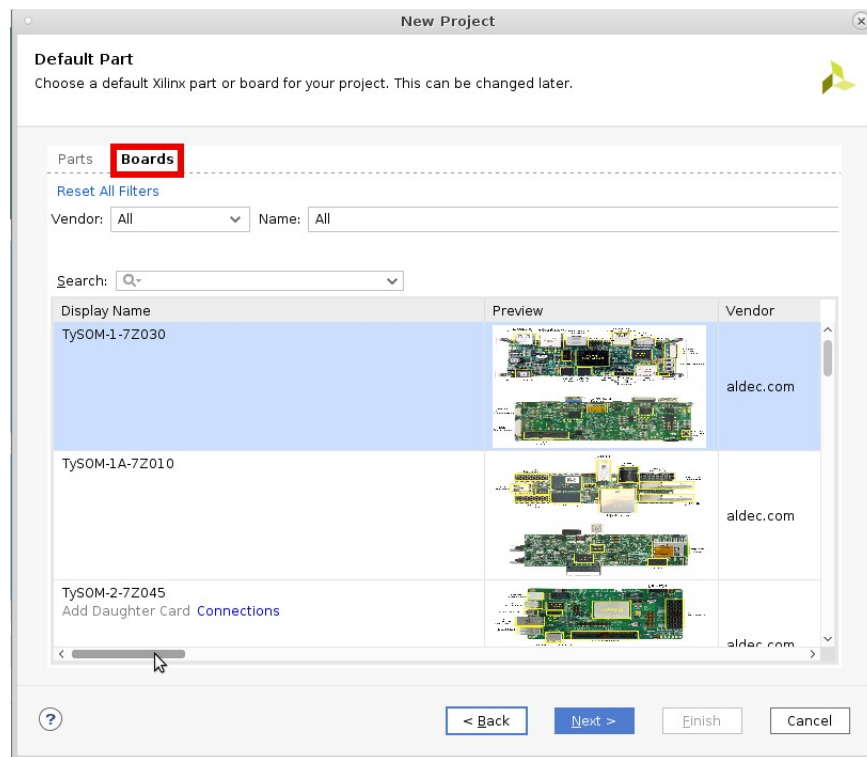 New Project
Default Part
Choose a default Xilinx part or board for your project. This can be changed later.
Parts Boards
Reset All Filters
Vendor: All Name: All
Search:
Display Name Preview Vendor
TySOM-1-7Z030
aldec.com
TySOM-1A-7Z010
aldec.com
TySOM-2-7Z045
Add Daughter Card Connections
aldec.com
? < Back Next > Finish Cancel